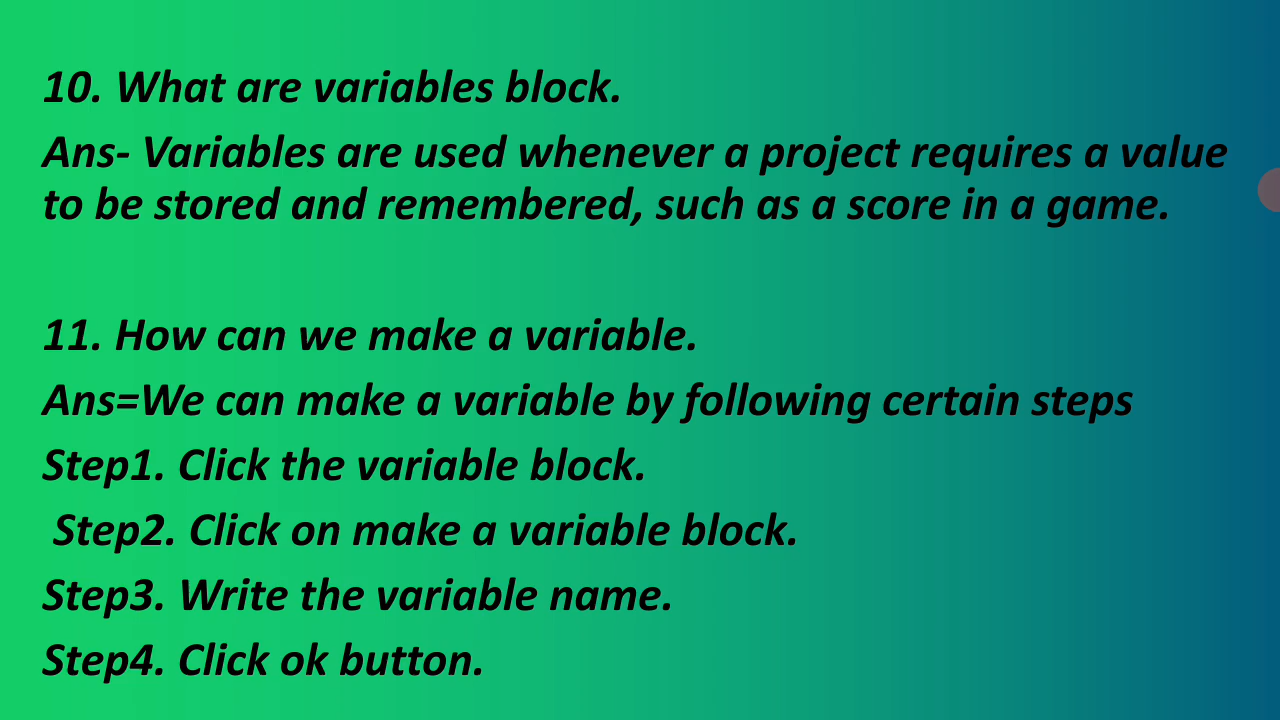 10. What are variables block.
Ans- Variables are used whenever a project requires a value
to be stored and remembered, such as a score in a game.
11. How can we make a variable.
Ans=We can make a variable by following certain steps
Step1. Click the variable block.
Step2. Click on make a variable block.
Step3. Write the variable name.
Step4. Click ok button.